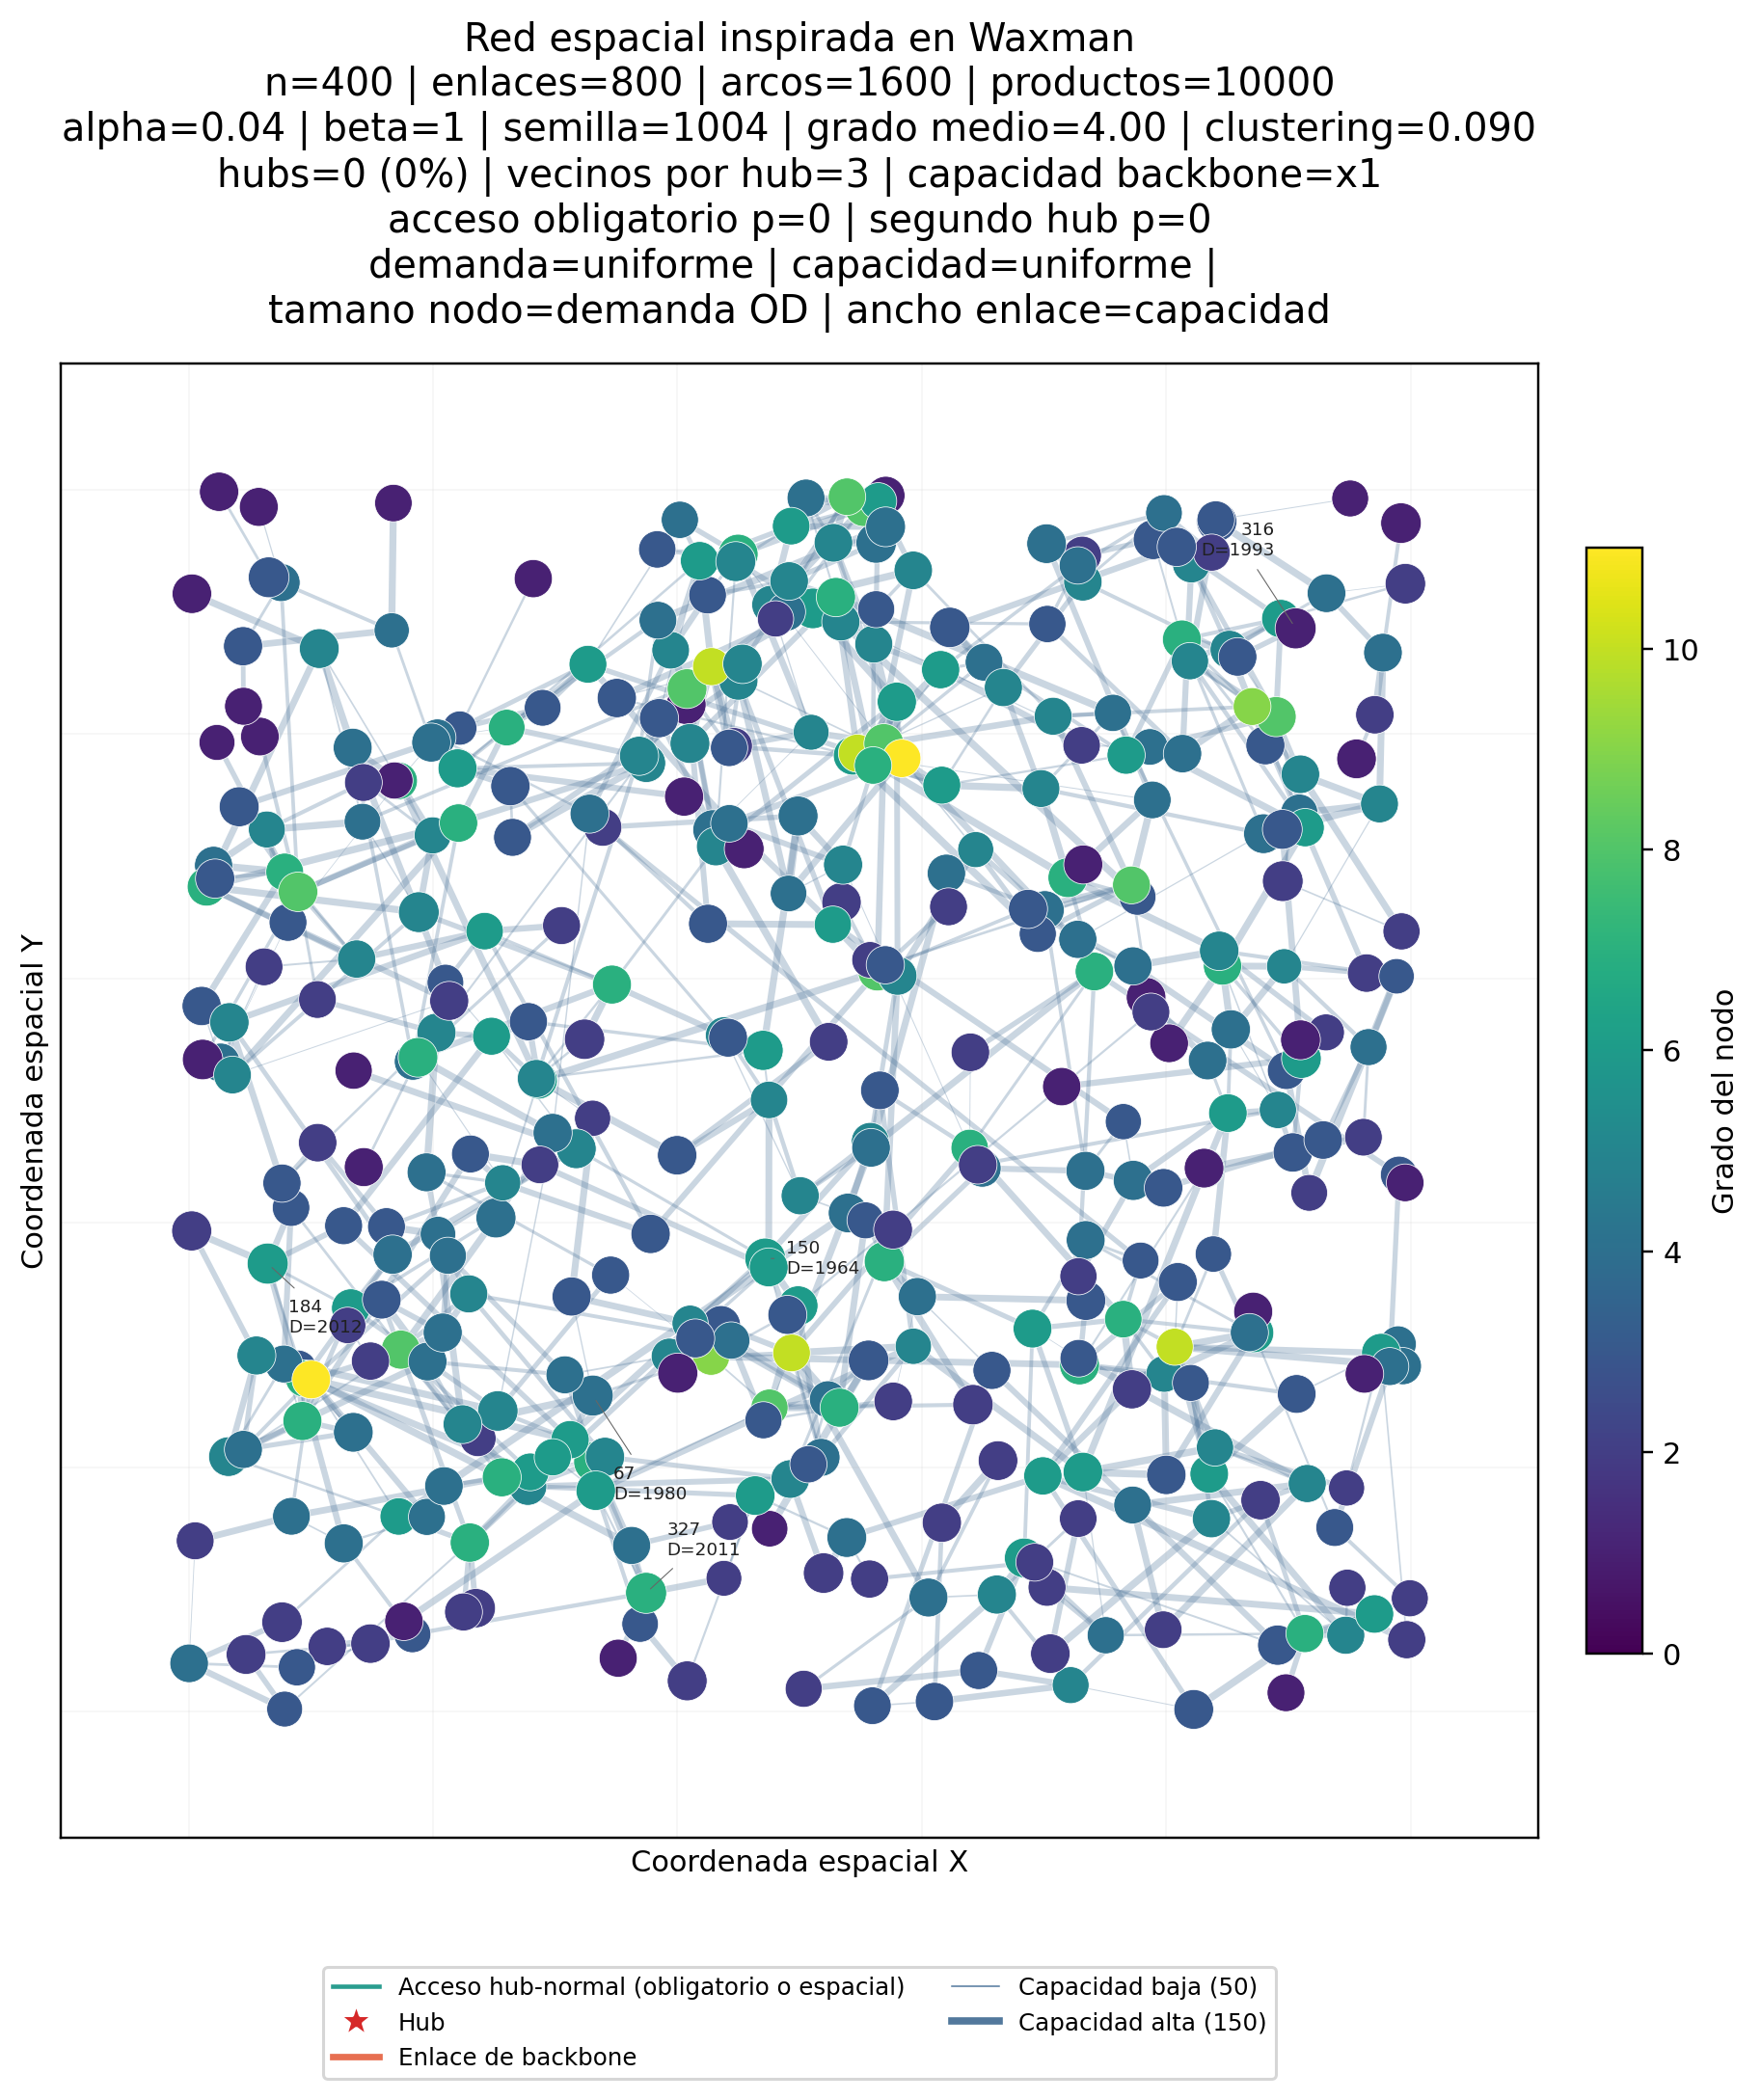 Red espacial inspirada en Waxman
n=400 | enlaces=800 | arcos=1600 | productos=10000
alpha=0.04 | beta=1 | semilla=1004 | grado medio=4.00 | clustering=0.090
hubs=0 (0%) | vecinos por hub=3 | capacidad backbone=x1
acceso obligatorio p=0 | segundo hub p=0
demanda=uniforme | capacidad=uniforme |
tamano nodo=demanda OD | ancho enlace=capacidad
316
D=1993
150
D=1964
184
D=2012
67
D=1980
327
D=2011
Coordenada espacial Y
Coordenada espacial X
10
8
6
4
2
0
Grado del nodo
Acceso hub-normal (obligatorio o espacial)
Hub
Enlace de backbone
Capacidad baja (50)
Capacidad alta (150)